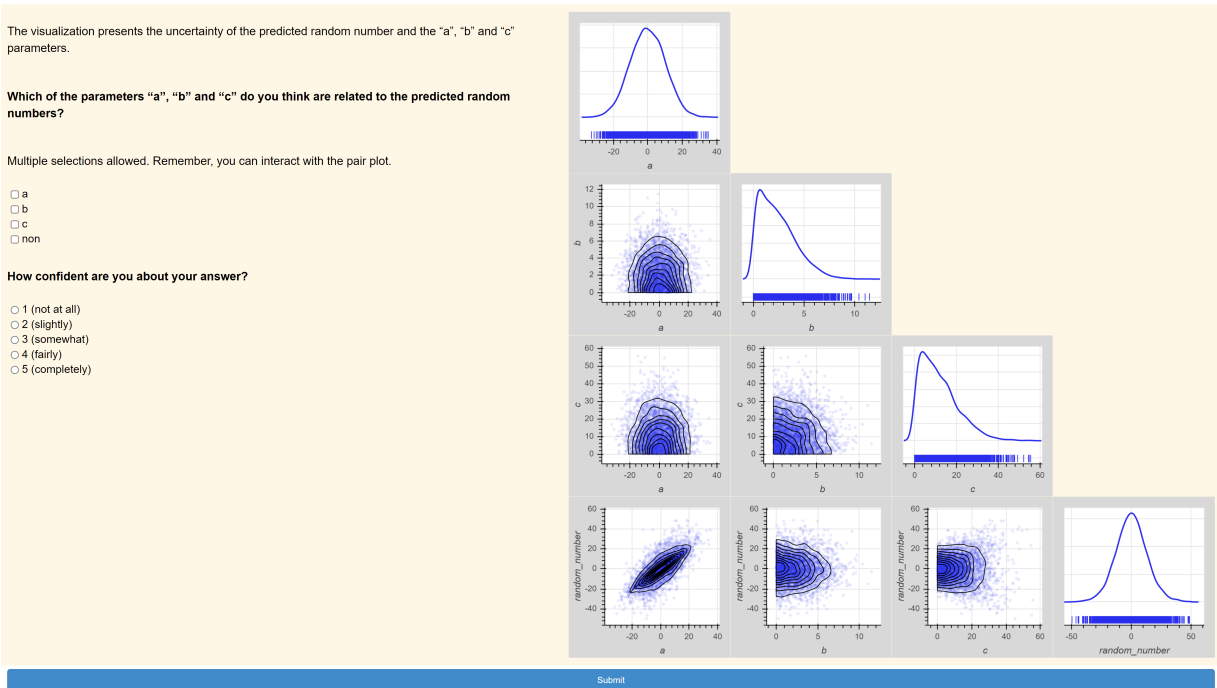 The visualization presents the uncertainty of the predicted random number and the “a”, “b” and “c”
parameters.
Which of the parameters “a”, “b” and “c” do you think are related to the predicted random
numbers?
Multiple selections allowed. Remember, you can interact with the pair plot.
a
b
c
non
How confident are you about your answer?
1 (not at all)
2 (slightly)
3 (somewhat)
4 (fairly)
5 (completely)
-20 0 20 40
a
12
10
8
6
4
2
0
b
-20 0 20 40
a
0 5 10
b
60
50
40
30
20
10
0
c
-20 0 20 40
a
60
50
40
30
20
10
0
c
0 5 10
b
0 20 40 60
c
60
40
20
0
-20
-40
random_number
-20 0 20 40
a
60
40
20
0
-20
-40
random_number
0 5 10
b
60
40
20
0
-20
-40
random_number
0 20 40 60
c
-50 0 50
random_number
Submit